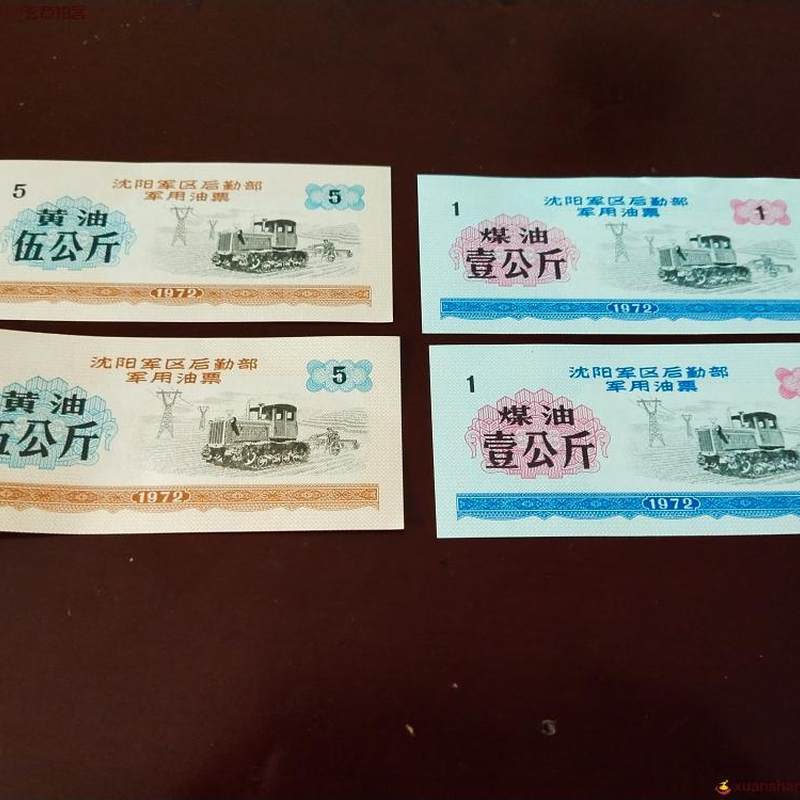 5
沈阳军区后勤部
军用油票
5
黄油
伍公斤
1972
1
沈阳军区后勤部
军用油票
1
煤油
壹公斤
1972
沈阳军区后勤部
军用油票
5
黄油
伍公斤
1972
1
沈阳军区后勤部
军用油票
煤油
壹公斤
1972
xuanshan